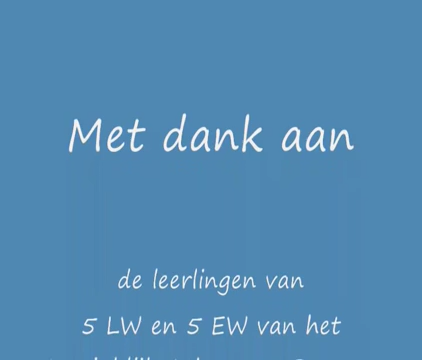 Met dank aan
de leerlingen van
5 LW en 5 EW van het